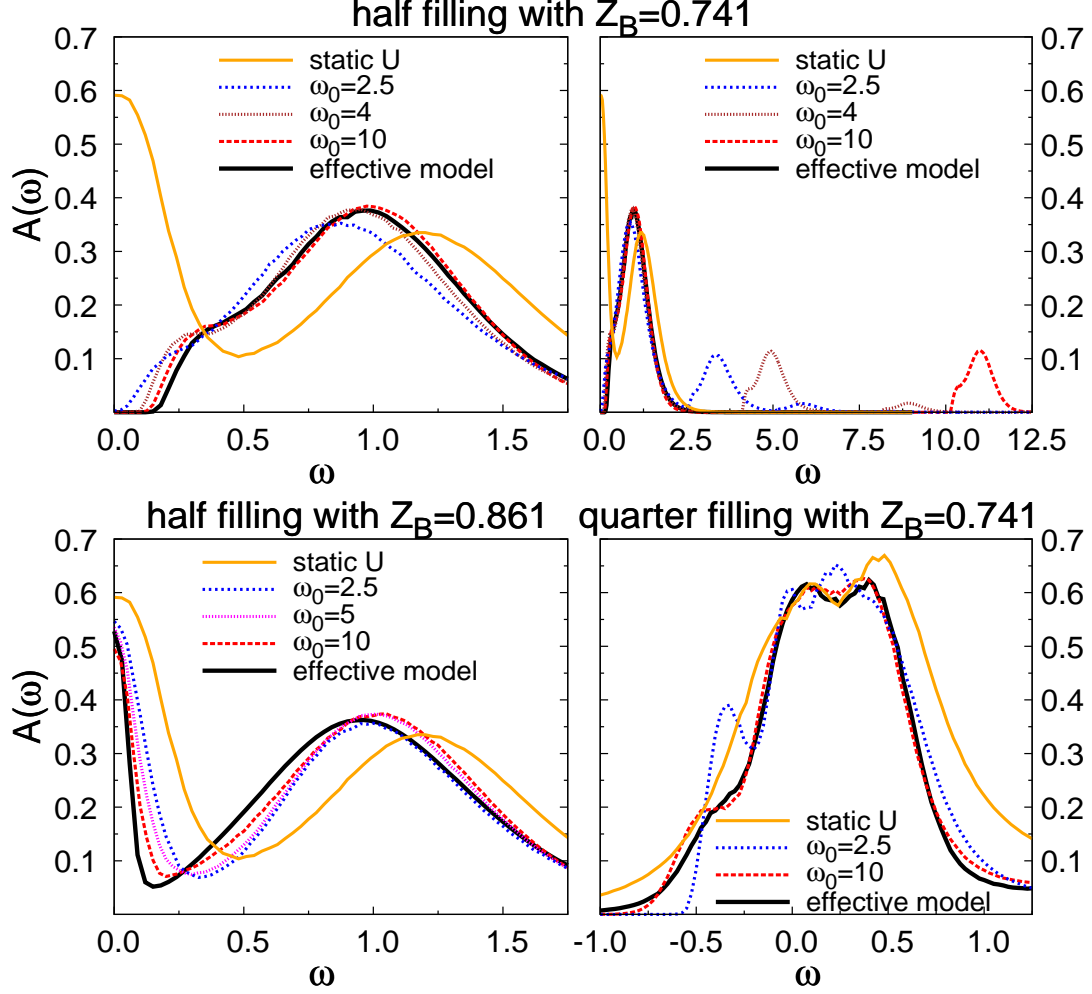 half filling with Z_B=0.741
A(ω)
0.7
0.6
0.5
0.4
0.3
0.2
0.1
static U
ω₀=2.5
ω₀=4
ω₀=10
effective model
0.0 0.5 1.0 1.5
ω
static U
ω₀=2.5
ω₀=4
ω₀=10
effective model
0.7
0.6
0.5
0.4
0.3
0.2
0.1
0.0 2.5 5.0 7.5 10.0 12.5
ω
half filling with Z_B=0.861
A(ω)
0.7
0.6
0.5
0.4
0.3
0.2
0.1
static U
ω₀=2.5
ω₀=5
ω₀=10
effective model
0.0 0.5 1.0 1.5
ω
quarter filling with Z_B=0.741
0.7
0.6
0.5
0.4
0.3
0.2
0.1
static U
ω₀=2.5
ω₀=10
effective model
-1.0 -0.5 0.0 0.5 1.0
ω